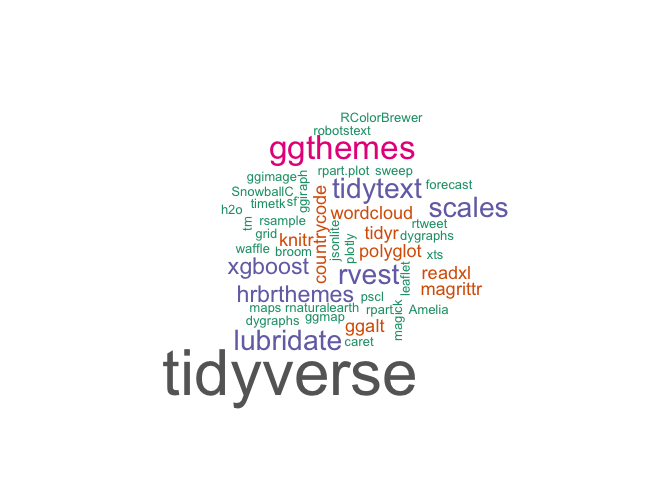 RColorBrewer
robotstext
ggthemes
rpart.plot sweep
ggimage
ggiraph
tidytext
forecast
SnowballC
timetk
sf
countrycode
scales
h2o
tm
rsample
wordcloud
rtweet
grid
knitr
jsonlite
plotly
tidyr
dygraphs
waffle
broom
polyglot
xts
xgboost
rvest
leaflet
readxl
magrittr
hrbrthemes
pscl
maps rnaturalearth
rpart
magick
Amelia
dygraphs
ggmap
ggalt
lubridate
caret
tidyverse